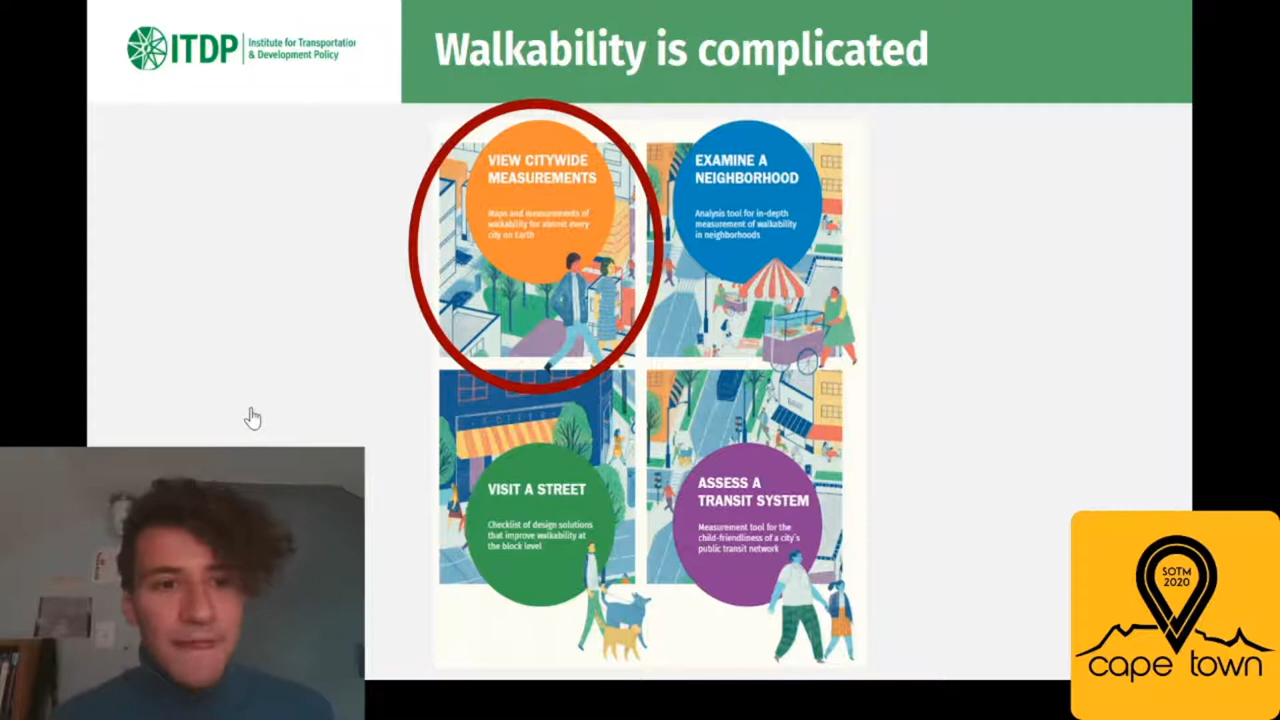 ITDP
Institute for Transportation
& Development Policy
Walkability is complicated
VIEW CITYWIDE
MEASUREMENTS
Maps and measurements of
walkability for almost every
city on Earth
EXAMINE A
NEIGHBORHOOD
Analysis tool for in-depth
measurement of walkability
in neighborhoods
VISIT A STREET
Checklist of design solutions
that improve walkability at
the block level
ASSESS A
TRANSIT SYSTEM
Measurement tool for the
child-friendliness of a city's
public transit network
SOTM
2020
cape town